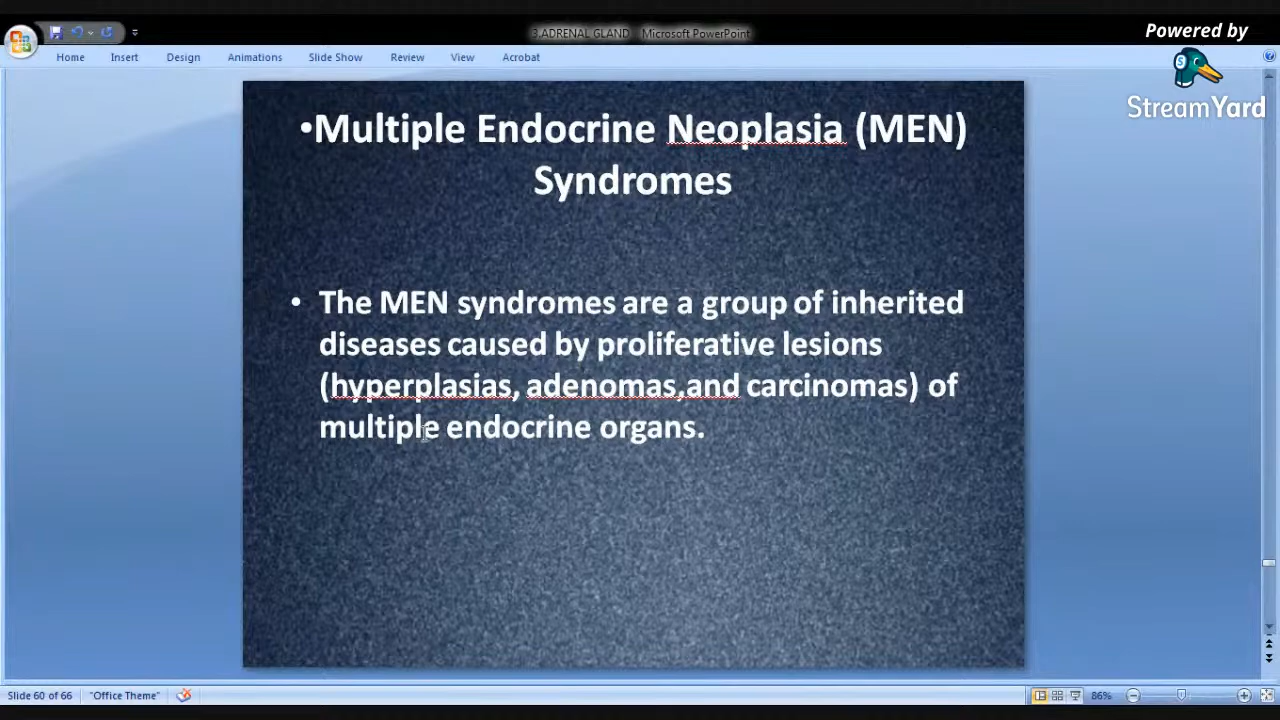 3.ADRENAL GLAND Microsoft PowerPoint
Powered by
Home Insert Design Animations Slide Show Review View Acrobat
StreamYard
•Multiple Endocrine Neoplasia (MEN)
Syndromes
• The MEN syndromes are a group of inherited
diseases caused by proliferative lesions
(hyperplasias, adenomas,and carcinomas) of
multiple endocrine organs.
Slide 60 of 66 "Office Theme" 86%